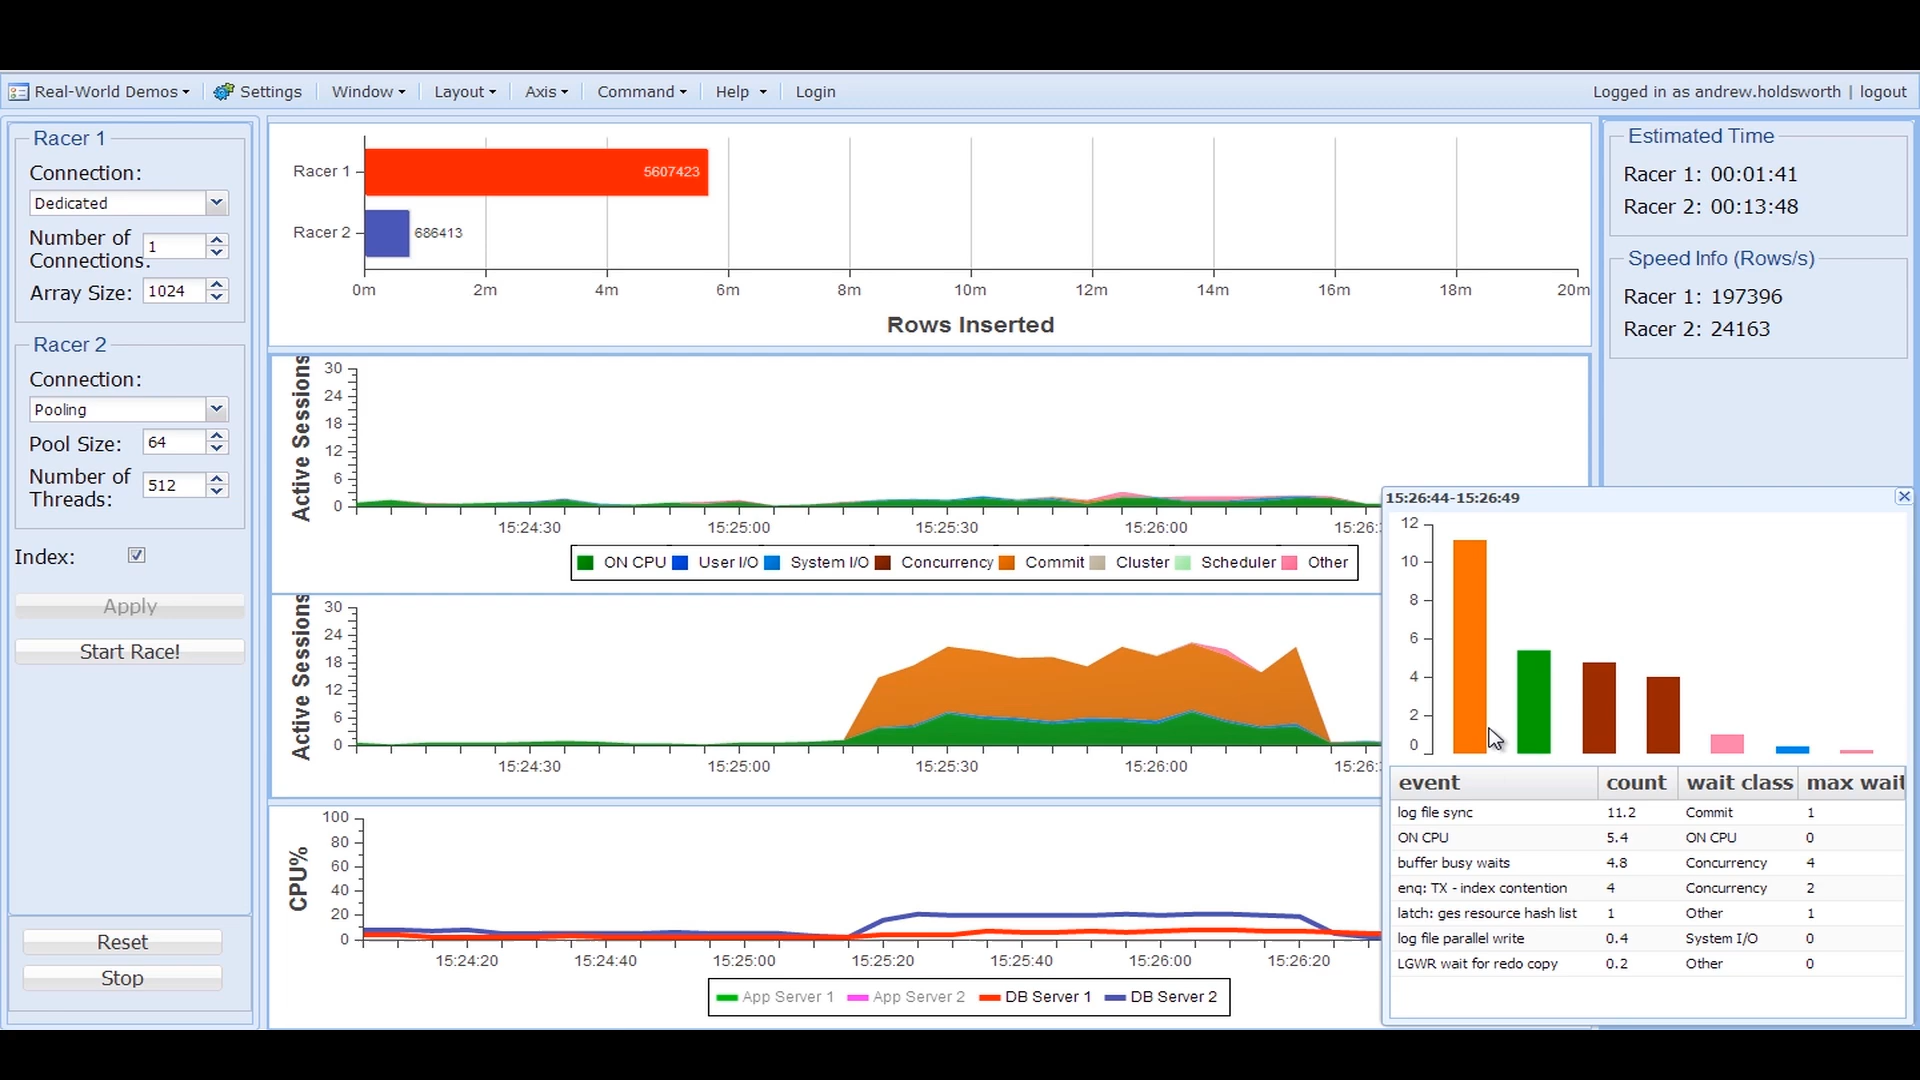 Real-World Demos Settings Window Layout Axis Command Help Login Logged in as andrew.holdsworth | logout
Racer 1
Connection:
Dedicated
Number of
Connections:
1
Array Size: 1024
Racer 2
Connection:
Pooling
Pool Size: 64
Number of
Threads:
512
Index:
Apply
Start Race!
Reset
Stop
Racer 1 5607423
Racer 2 686413
0m 2m 4m 6m 8m 10m 12m 14m 16m 18m 20m
Rows Inserted
Active Sessions
30
24
18
12
6
0
15:24:30 15:25:00 15:25:30 15:26:00 15:26:
ON CPU User I/O System I/O Concurrency Commit Cluster Scheduler Other
Active Sessions
30
24
18
12
6
0
15:24:30 15:25:00 15:25:30 15:26:00 15:26:
CPU%
100
80
60
40
20
0
15:24:20 15:24:40 15:25:00 15:25:20 15:25:40 15:26:00 15:26:20
App Server 1 App Server 2 DB Server 1 DB Server 2
Estimated Time
Racer 1: 00:01:41
Racer 2: 00:13:48
Speed Info (Rows/s)
Racer 1: 197396
Racer 2: 24163
15:26:44-15:26:49
12
10
8
6
4
2
0
event count wait class max wait
log file sync 11.2 Commit 1
ON CPU 5.4 ON CPU 0
buffer busy waits 4.8 Concurrency 4
enq: TX - index contention 4 Concurrency 2
latch: ges resource hash list 1 Other 1
log file parallel write 0.4 System I/O 0
LGWR wait for redo copy 0.2 Other 0